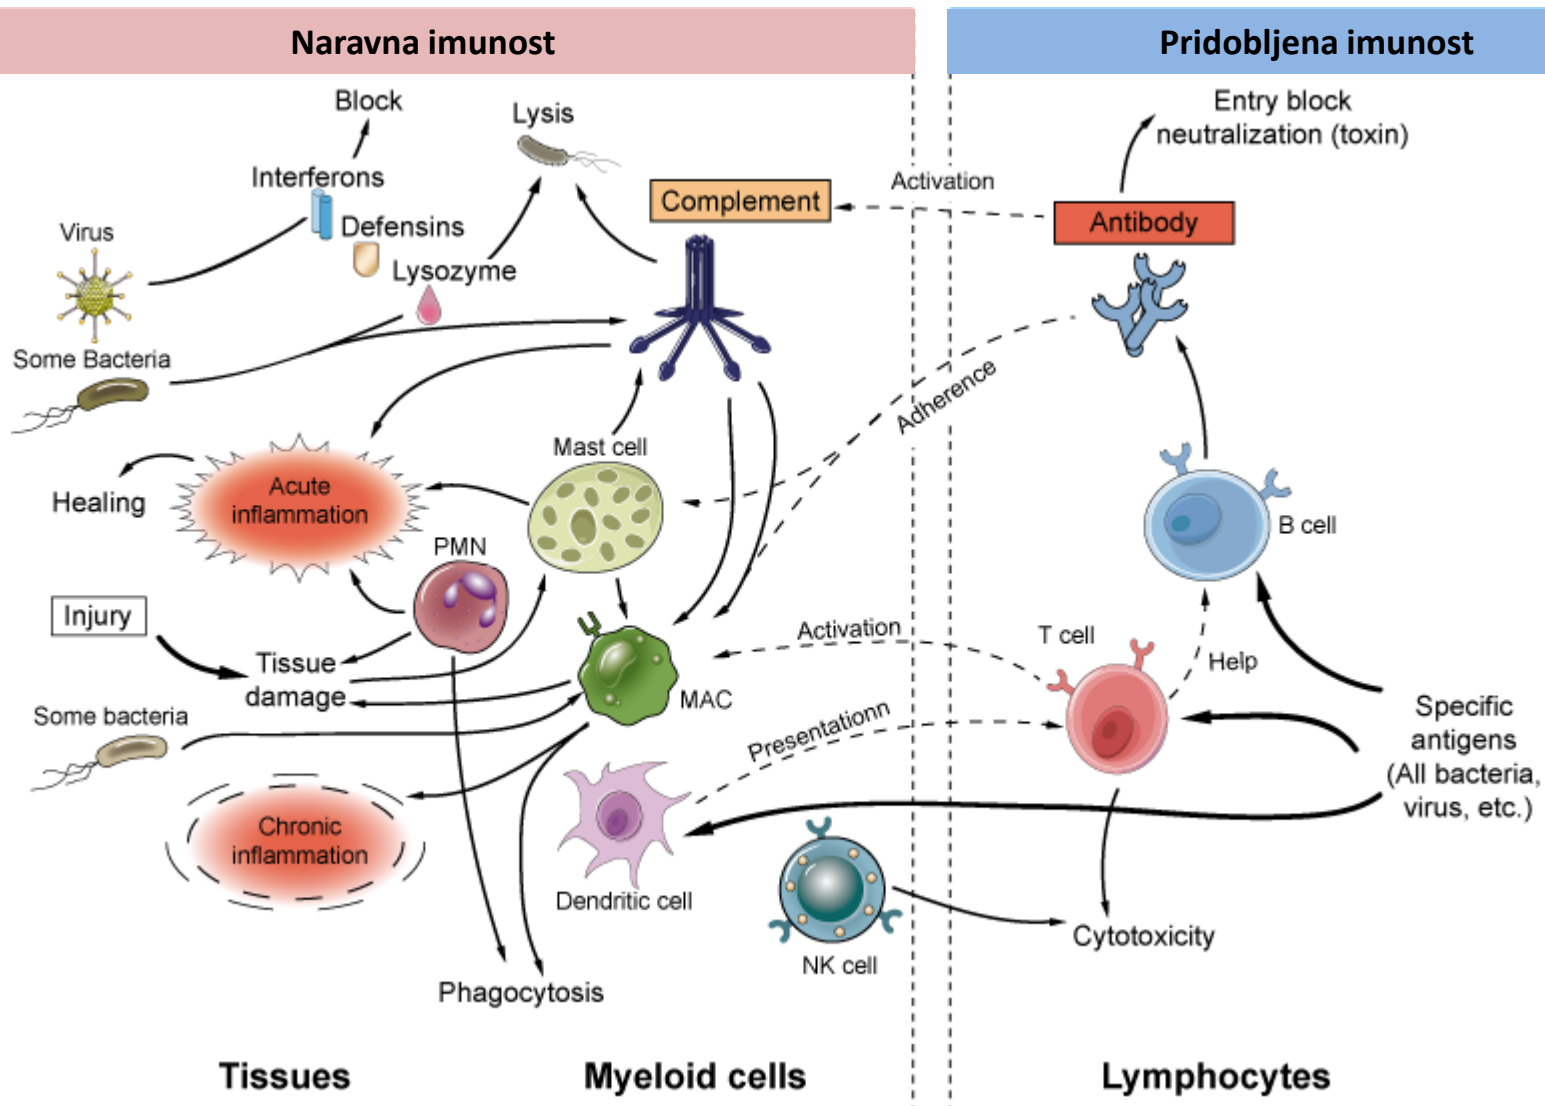 Naravna imunost
Pridobljena imunost
Block
Lysis
Entry block
neutralization (toxin)
Interferons
Activation
Complement
Antibody
Virus
Defensins
Lysozyme
Some Bacteria
Adherence
Mast cell
Healing
Acute
inflammation
B cell
PMN
Injury
Activation
T cell
Help
Tissue
damage
MAC
Some bacteria
Presentationn
Specific
antigens
(All bacteria,
virus, etc.)
Chronic
inflammation
Dendritic cell
NK cell
Cytotoxicity
Phagocytosis
Tissues
Myeloid cells
Lymphocytes